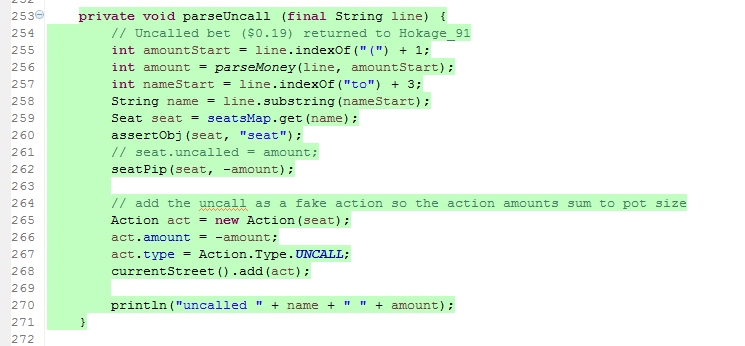 253 private void parseUncall (final String line) {
254 // Uncalled bet ($0.19) returned to Hokage_91
255 int amountStart = line.indexOf("(") + 1;
256 int amount = parseMoney(line, amountStart);
257 int nameStart = line.indexOf("to") + 3;
258 String name = line.substring(nameStart);
259 Seat seat = seatsMap.get(name);
260 assertObj(seat, "seat");
261 // seat.uncalled = amount;
262 seatPip(seat, -amount);
263
264 // add the uncall as a fake action so the action amounts sum to pot size
265 Action act = new Action(seat);
266 act.amount = -amount;
267 act.type = Action.Type.UNCALL;
268 currentStreet().add(act);
269
270 println("uncalled " + name + " " + amount);
271 }
272